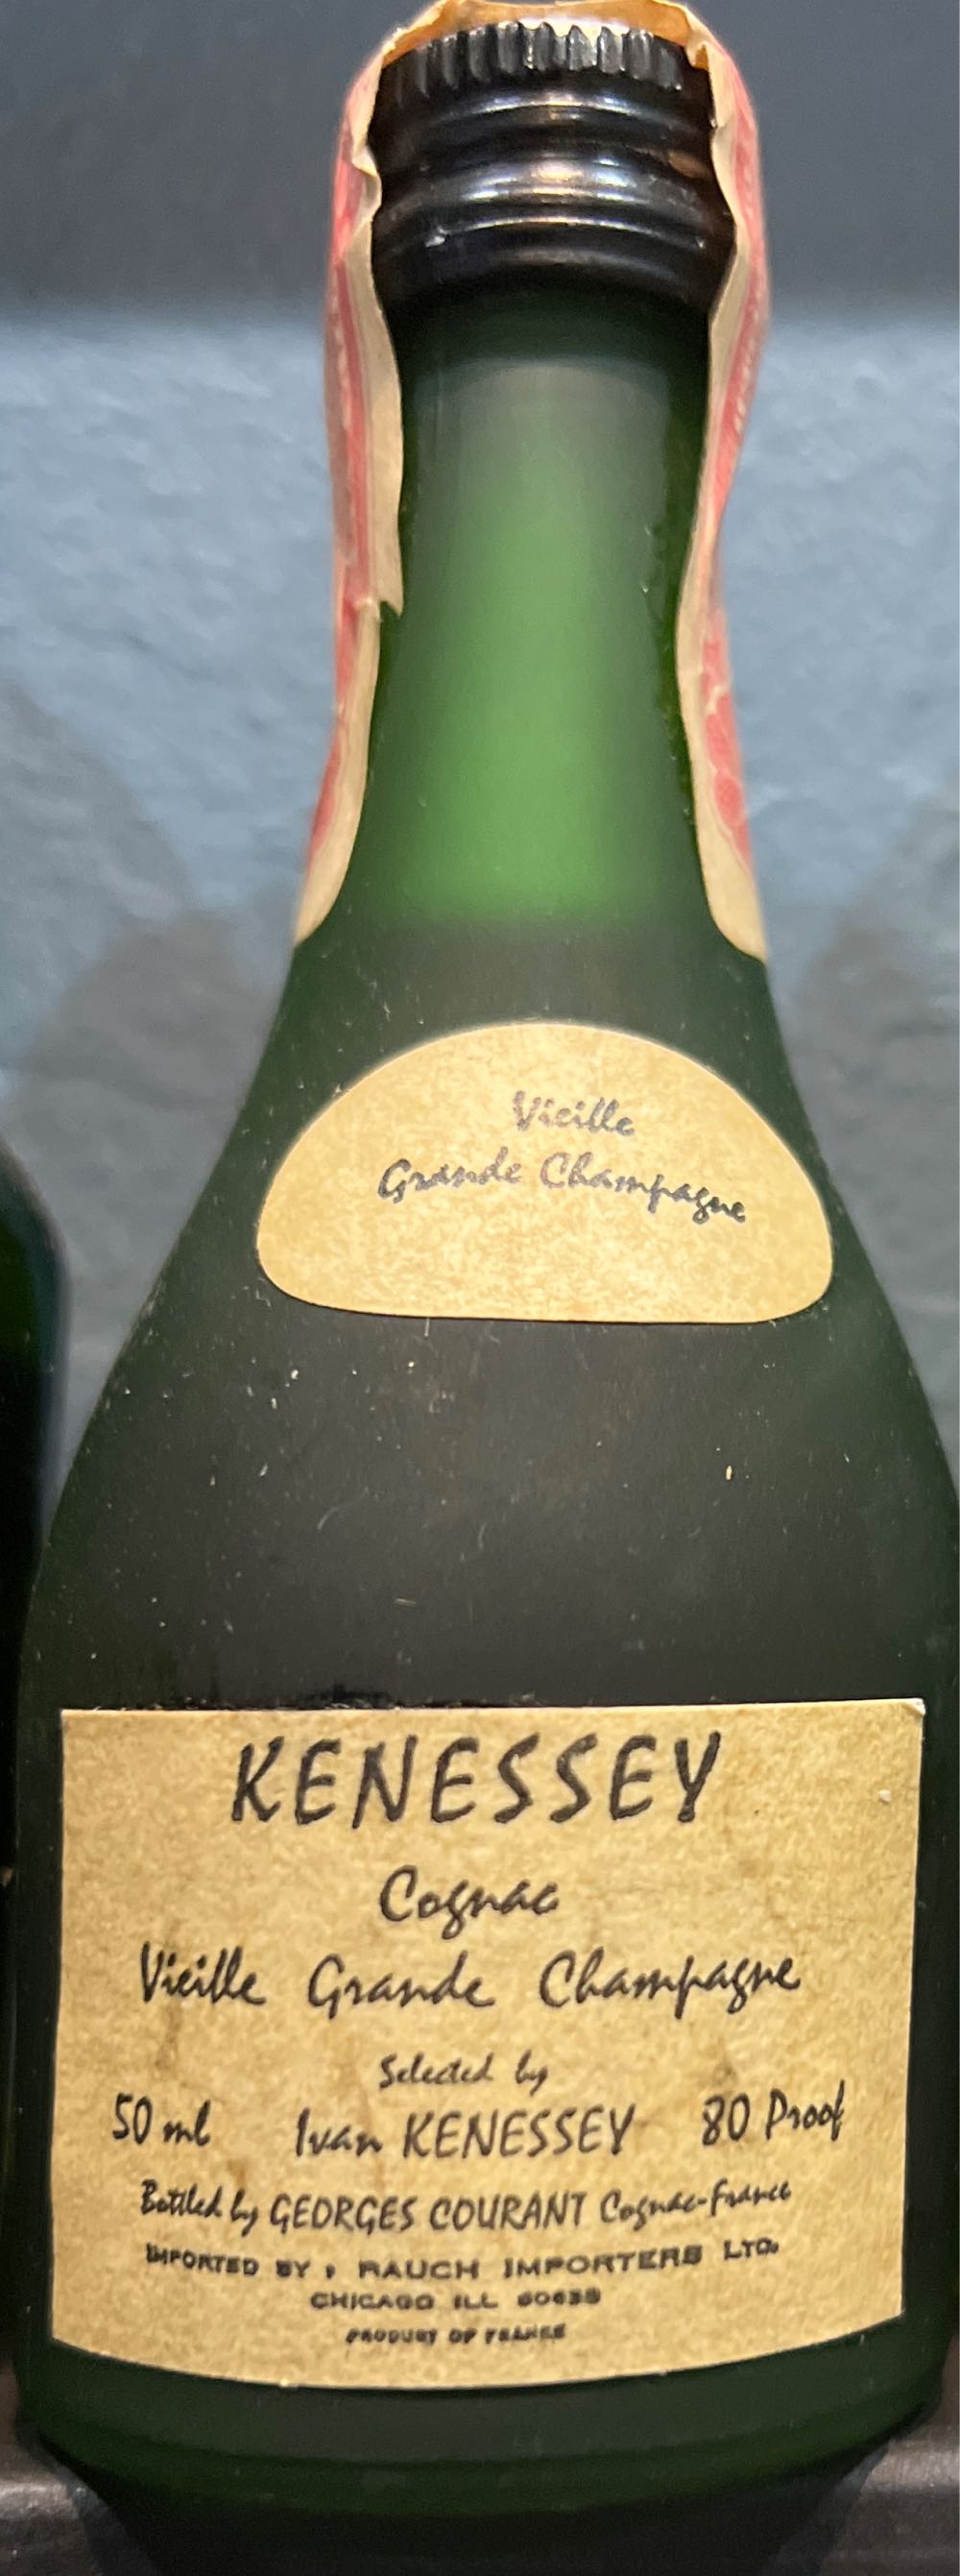 Vieille
Grande Champagne
KENESSEY
Cognac
Vieille Grande Champagne
Selected by
50 ml Ivan KENESSEY 80 Proof
Bottled by GEORGES COURANT Cognac-France
IMPORTED BY : RAUCH IMPORTERS LTD.
CHICAGO ILL 60638
PRODUCT OF FRANCE